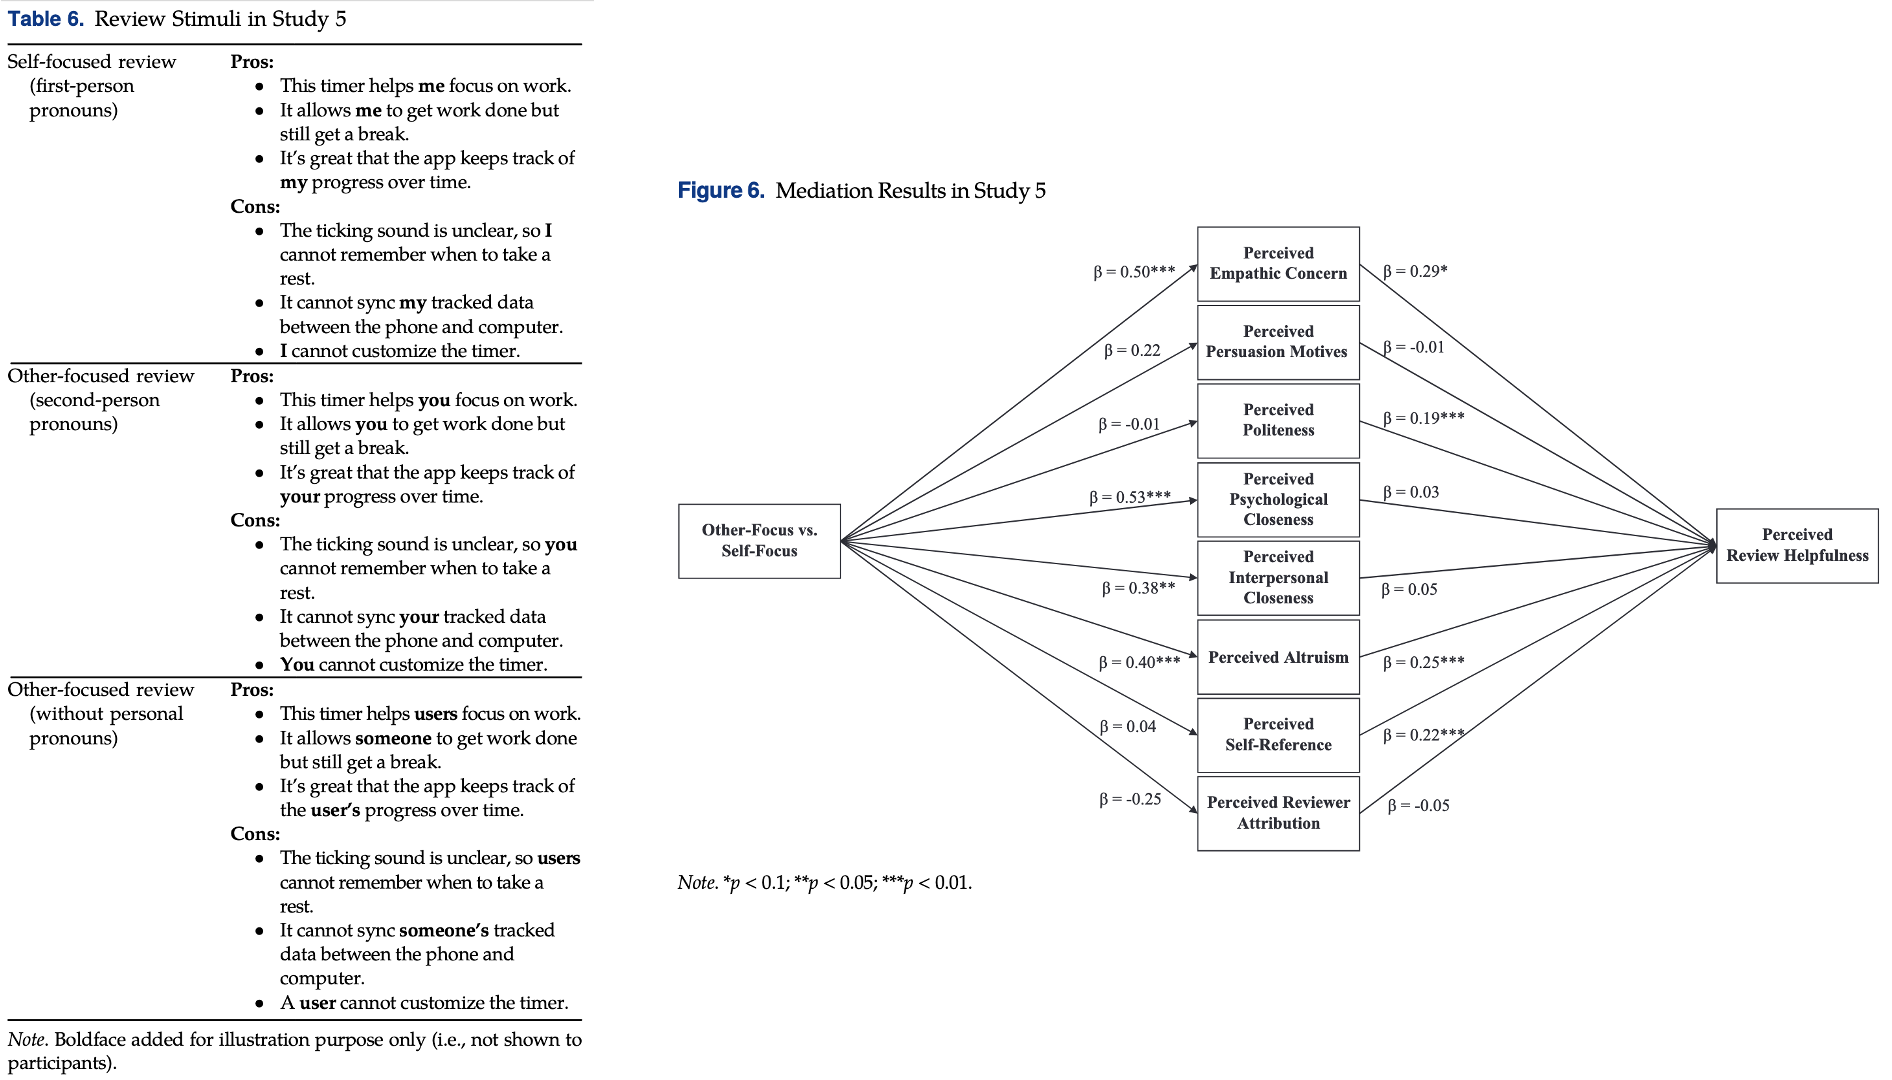 Table 6. Review Stimuli in Study 5
Self-focused review
(first-person
pronouns)
Pros:
• This timer helps me focus on work.
• It allows me to get work done but
still get a break.
• It's great that the app keeps track of
my progress over time.
Cons:
• The ticking sound is unclear, so I
cannot remember when to take a
rest.
• It cannot sync my tracked data
between the phone and computer.
• I cannot customize the timer.
Other-focused review
(second-person
pronouns)
Pros:
• This timer helps you focus on work.
• It allows you to get work done but
still get a break.
• It's great that the app keeps track of
your progress over time.
Cons:
• The ticking sound is unclear, so you
cannot remember when to take a
rest.
• It cannot sync your tracked data
between the phone and computer.
• You cannot customize the timer.
Other-focused review
(without personal
pronouns)
Pros:
• This timer helps users focus on work.
• It allows someone to get work done
but still get a break.
• It's great that the app keeps track of
the user's progress over time.
Cons:
• The ticking sound is unclear, so users
cannot remember when to take a
rest.
• It cannot sync someone's tracked
data between the phone and
computer.
• A user cannot customize the timer.
Note. Boldface added for illustration purpose only (i.e., not shown to
participants).
Figure 6. Mediation Results in Study 5
Other-Focus vs.
Self-Focus
β = 0.50***
Perceived
Empathic Concern
β = 0.29*
β = 0.22
Perceived
Persuasion Motives
β = -0.01
β = -0.01
Perceived
Politeness
β = 0.19***
β = 0.53***
Perceived
Psychological
Closeness
β = 0.03
β = 0.38**
Perceived
Interpersonal
Closeness
β = 0.05
β = 0.40***
Perceived Altruism
β = 0.25***
β = 0.04
Perceived
Self-Reference
β = 0.22***
β = -0.25
Perceived Reviewer
Attribution
β = -0.05
Perceived
Review Helpfulness
Note. *p < 0.1; **p < 0.05; ***p < 0.01.